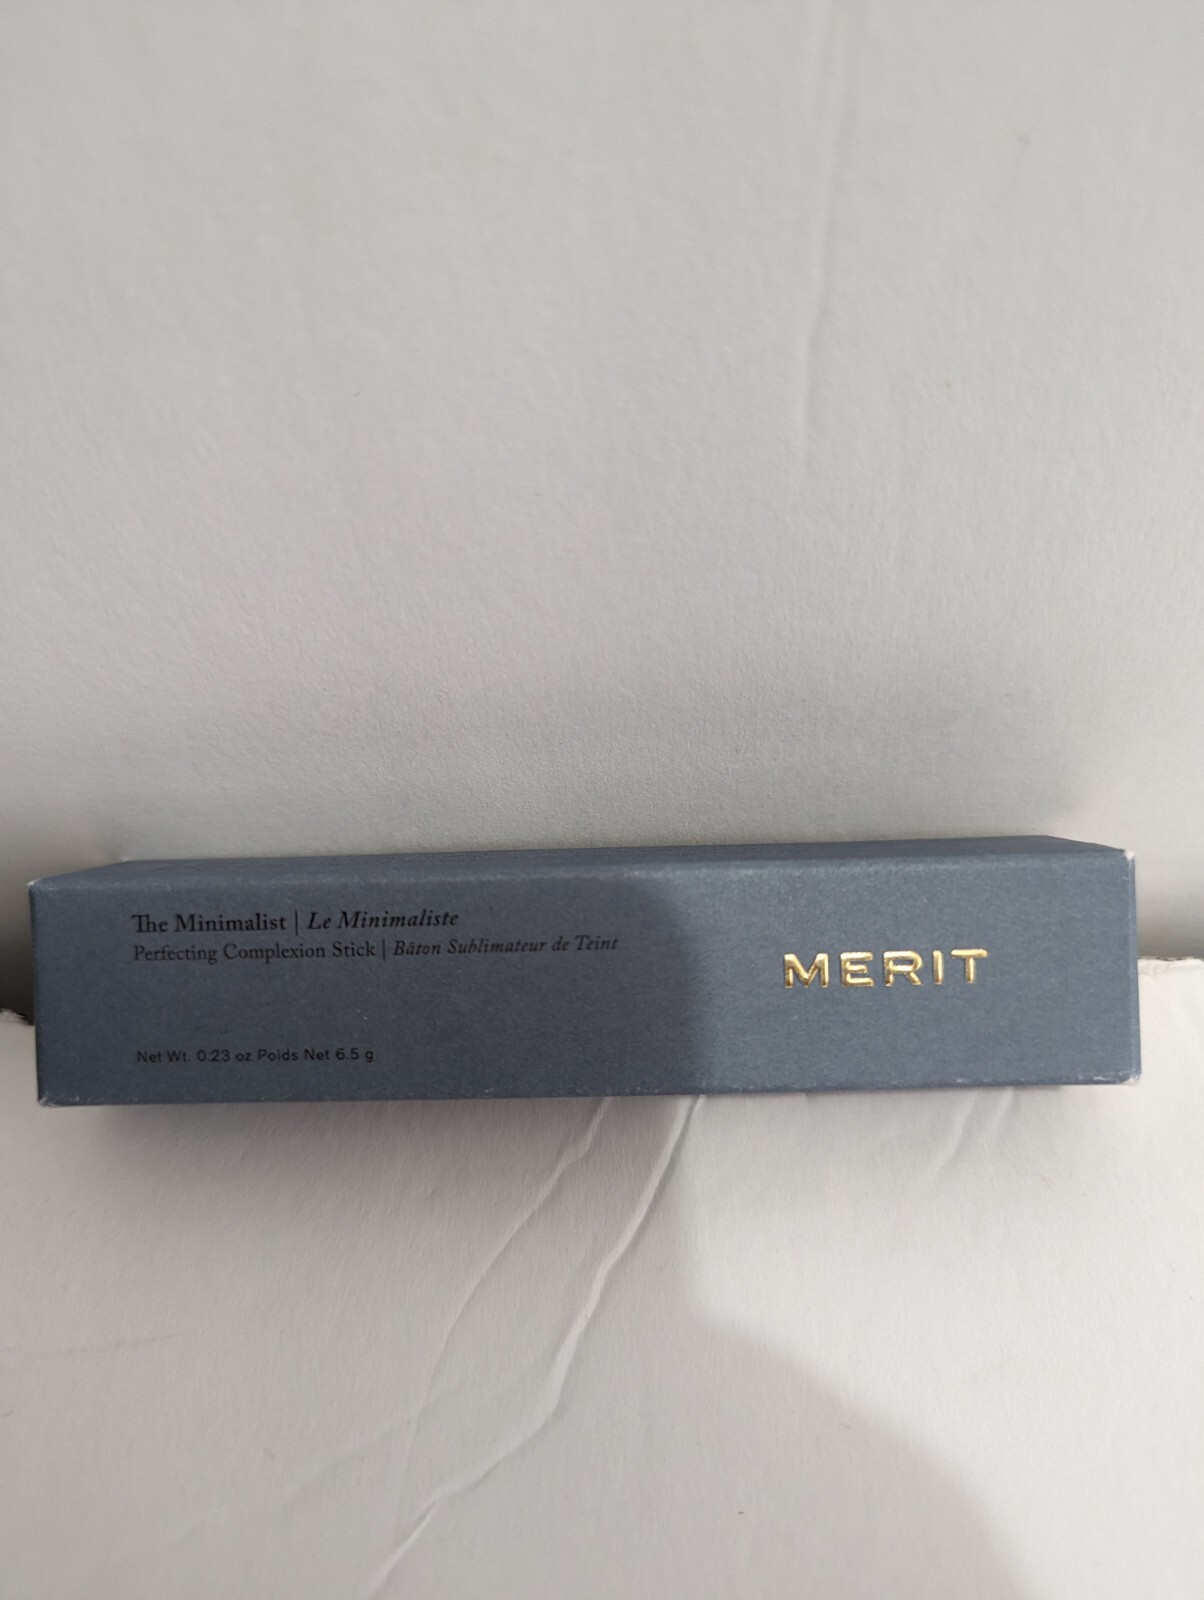 The Minimalist | Le Minimaliste
Perfecting Complexion Stick | Bâton Sublimateur de Teint
MERIT
Net Wt. 0.23 oz Poids Net 6.5 g